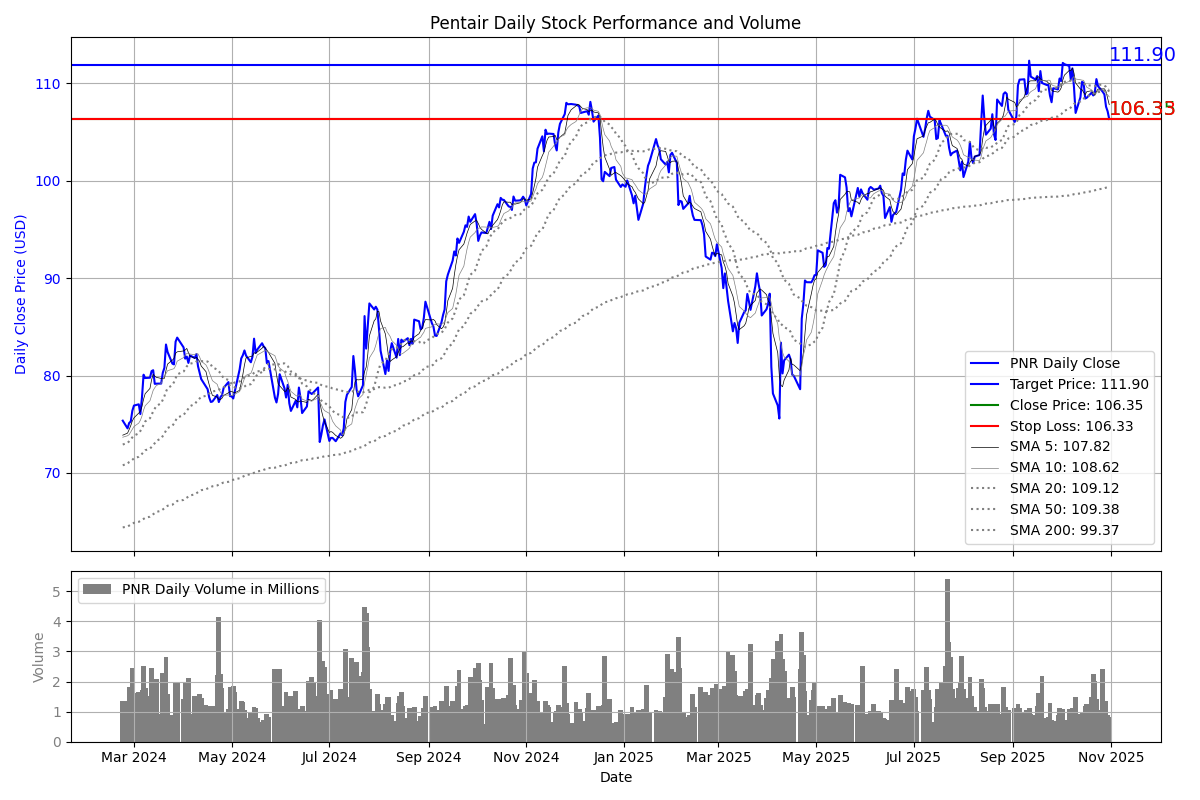 Pentair Daily Stock Performance and Volume
111.90
106.33
110
100
90
80
70
Daily Close Price (USD)
PNR Daily Close
Target Price: 111.90
Close Price: 106.35
Stop Loss: 106.33
SMA 5: 107.82
SMA 10: 108.62
SMA 20: 109.12
SMA 50: 109.38
SMA 200: 99.37
PNR Daily Volume in Millions
5
4
3
2
1
0
Volume
Mar 2024 May 2024 Jul 2024 Sep 2024 Nov 2024 Jan 2025 Mar 2025 May 2025 Jul 2025 Sep 2025 Nov 2025
Date